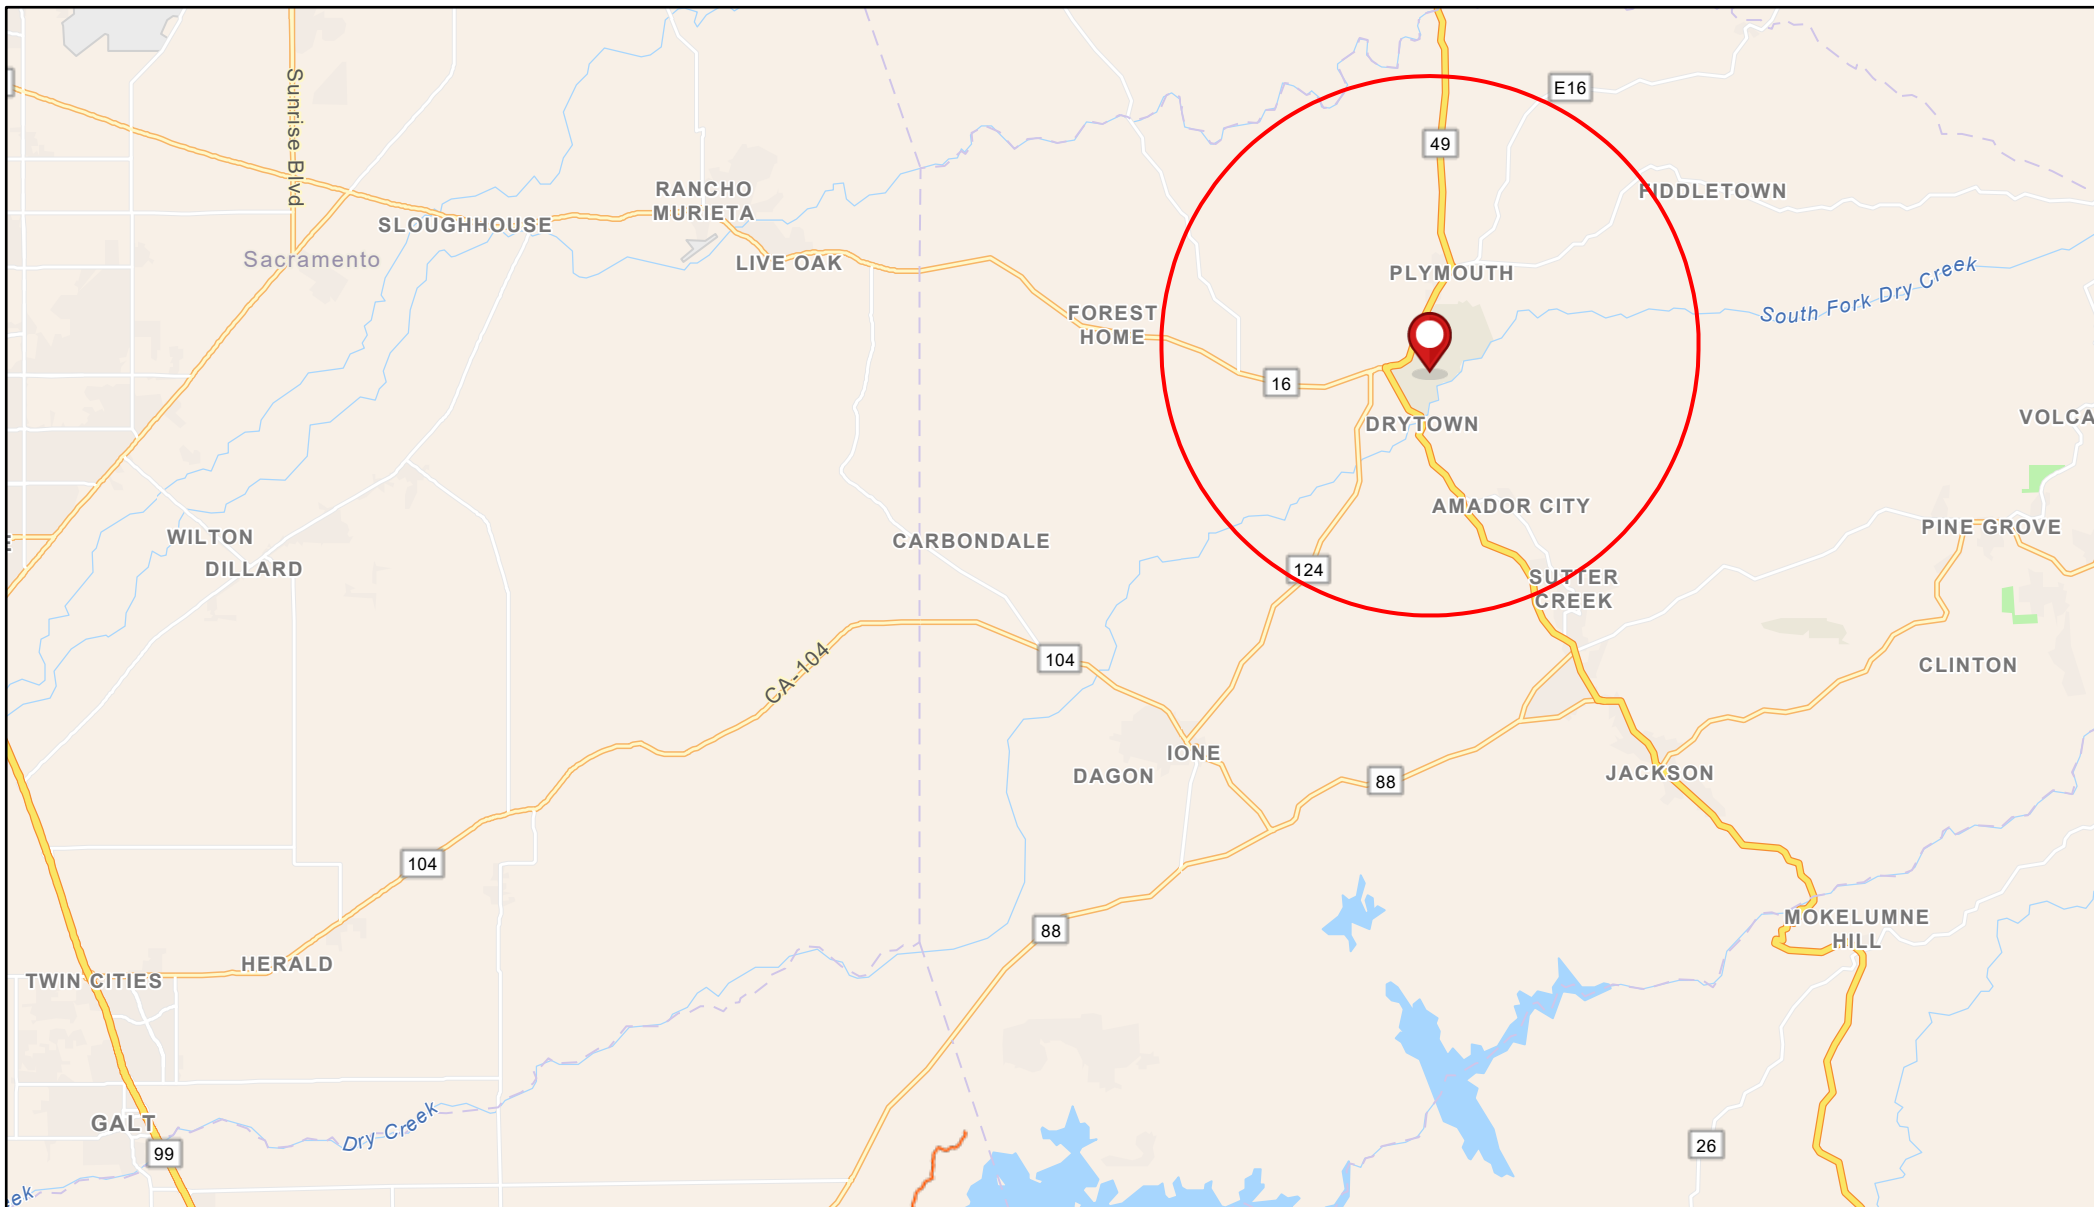 E16
49
Sunrise Blvd
RANCHO
MURIETA
FIDDLETOWN
SLOUGHHOUSE
Sacramento
LIVE OAK
PLYMOUTH
South Fork Dry Creek
FOREST
HOME
16
DRYTOWN
VOLCA
AMADOR CITY
PINE GROVE
WILTON
CARBONDALE
DILLARD
124
SUTTER
CREEK
CA-104
104
CLINTON
IONE
DAGON
JACKSON
88
104
MOKELUMNE
HILL
88
HERALD
TWIN CITIES
GALT
Dry Creek
99
26
eek